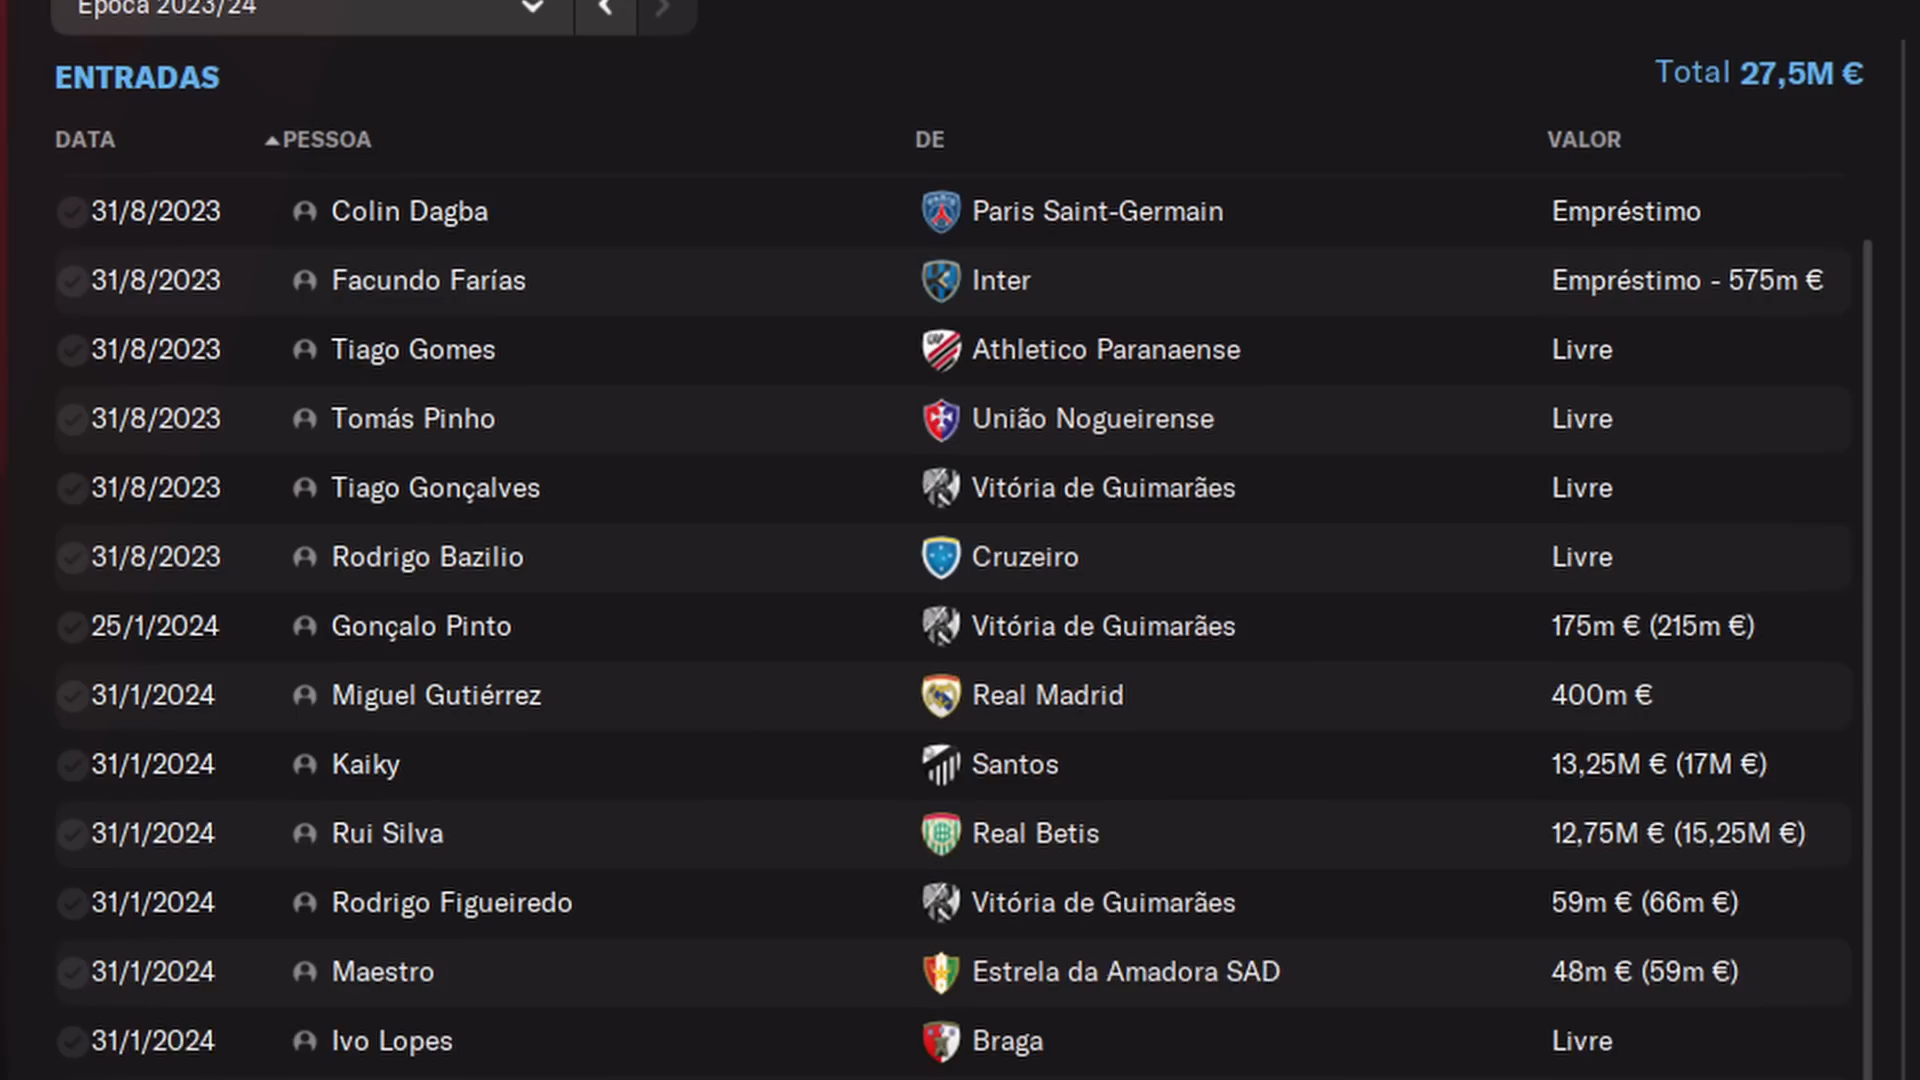 Época 2023/24
ENTRADAS
Total 27,5M €
DATA PESSOA DE VALOR
31/8/2023 Colin Dagba Paris Saint-Germain Empréstimo
31/8/2023 Facundo Farías Inter Empréstimo - 575m €
31/8/2023 Tiago Gomes Athletico Paranaense Livre
31/8/2023 Tomás Pinho União Nogueirense Livre
31/8/2023 Tiago Gonçalves Vitória de Guimarães Livre
31/8/2023 Rodrigo Bazilio Cruzeiro Livre
25/1/2024 Gonçalo Pinto Vitória de Guimarães 175m € (215m €)
31/1/2024 Miguel Gutiérrez Real Madrid 400m €
31/1/2024 Kaiky Santos 13,25M € (17M €)
31/1/2024 Rui Silva Real Betis 12,75M € (15,25M €)
31/1/2024 Rodrigo Figueiredo Vitória de Guimarães 59m € (66m €)
31/1/2024 Maestro Estrela da Amadora SAD 48m € (59m €)
31/1/2024 Ivo Lopes Braga Livre